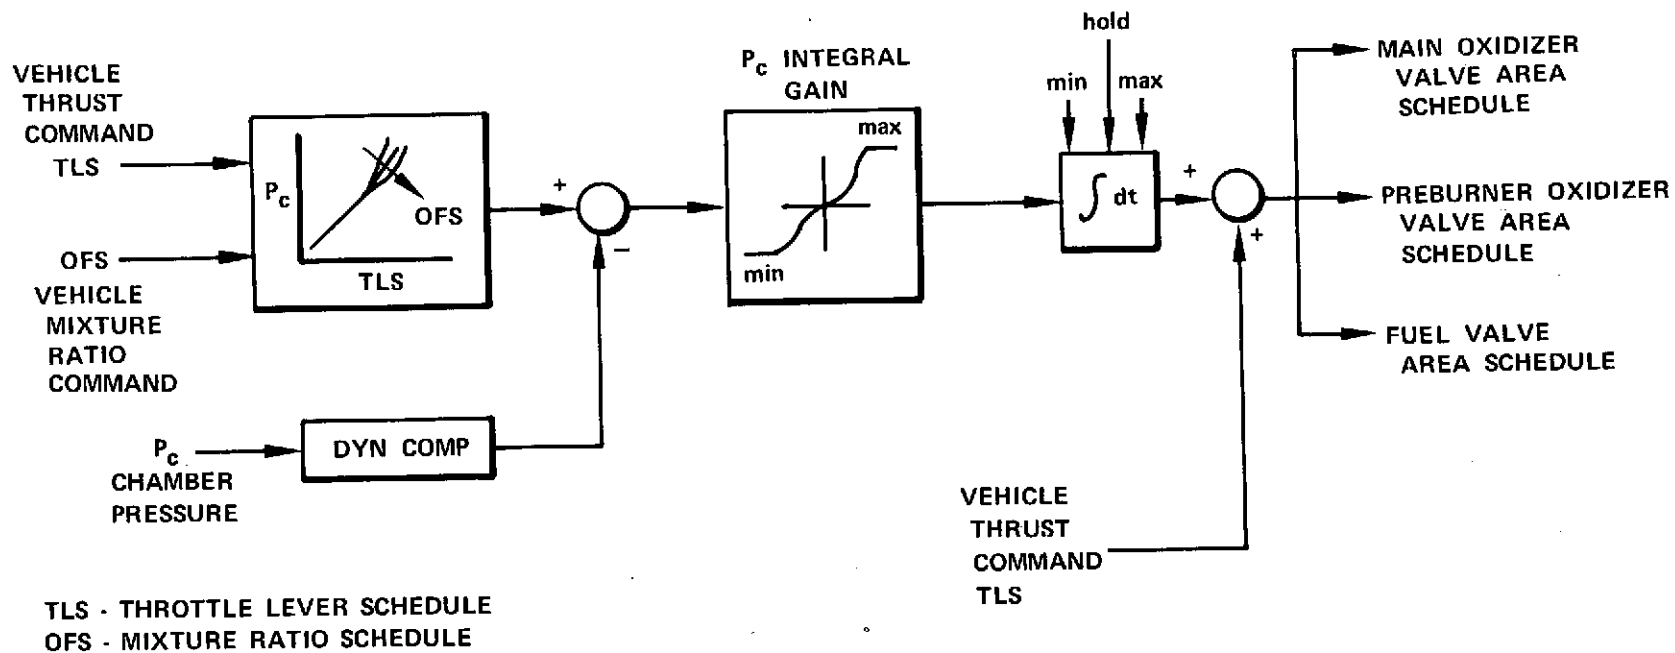 VEHICLE
THRUST
COMMAND
TLS
OFS
VEHICLE
MIXTURE
RATIO
COMMAND
Pc
OFS
TLS
Pc
CHAMBER
PRESSURE
DYN COMP
+
−
Pc INTEGRAL
GAIN
max
min
hold
min
max
∫ dt
+
+
VEHICLE
THRUST
COMMAND
TLS
MAIN OXIDIZER
VALVE AREA
SCHEDULE
PREBURNER OXIDIZER
VALVE AREA
SCHEDULE
FUEL VALVE
AREA SCHEDULE
TLS - THROTTLE LEVER SCHEDULE
OFS - MIXTURE RATIO SCHEDULE